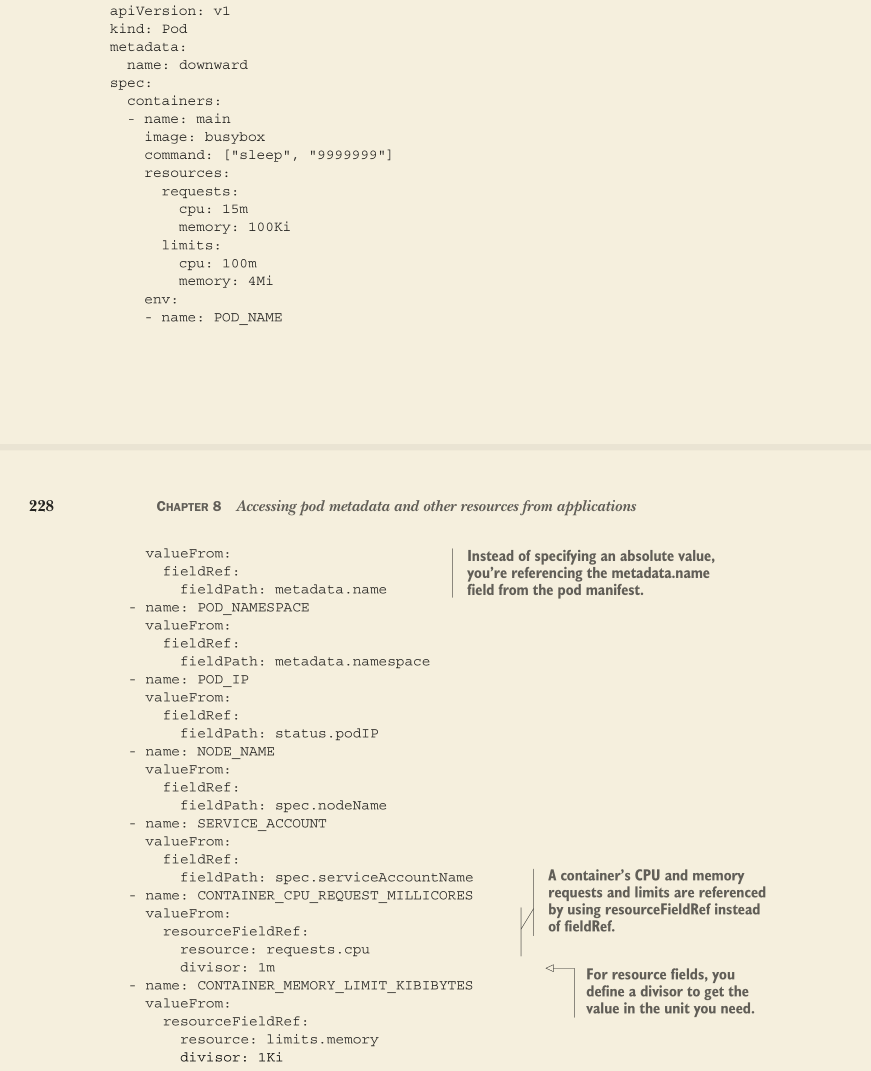 apiVersion: v1
kind: Pod
metadata:
  name: downward
spec:
  containers:
  - name: main
    image: busybox
    command: ["sleep", "9999999"]
    resources:
      requests:
        cpu: 15m
        memory: 100Ki
      limits:
        cpu: 100m
        memory: 4Mi
    env:
    - name: POD_NAME
228 CHAPTER 8 Accessing pod metadata and other resources from applications
      valueFrom:
        fieldRef:
          fieldPath: metadata.name
Instead of specifying an absolute value,
you're referencing the metadata.name
field from the pod manifest.
    - name: POD_NAMESPACE
      valueFrom:
        fieldRef:
          fieldPath: metadata.namespace
    - name: POD_IP
      valueFrom:
        fieldRef:
          fieldPath: status.podIP
    - name: NODE_NAME
      valueFrom:
        fieldRef:
          fieldPath: spec.nodeName
    - name: SERVICE_ACCOUNT
      valueFrom:
        fieldRef:
          fieldPath: spec.serviceAccountName
    - name: CONTAINER_CPU_REQUEST_MILLICORES
      valueFrom:
        resourceFieldRef:
          resource: requests.cpu
          divisor: 1m
A container's CPU and memory
requests and limits are referenced
by using resourceFieldRef instead
of fieldRef.
    - name: CONTAINER_MEMORY_LIMIT_KIBIBYTES
      valueFrom:
        resourceFieldRef:
          resource: limits.memory
          divisor: 1Ki
For resource fields, you
define a divisor to get the
value in the unit you need.